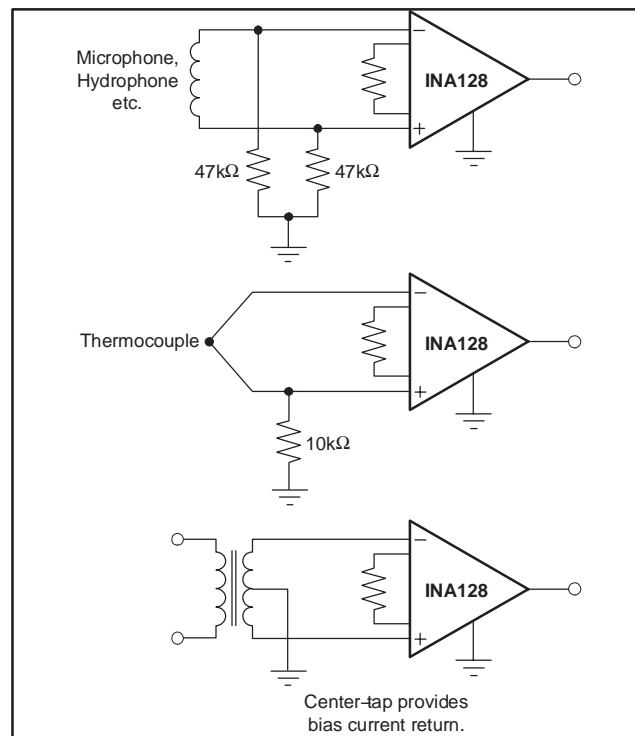 Microphone,
Hydrophone
etc.
−
INA128
+
47kΩ
47kΩ
Thermocouple
−
INA128
+
10kΩ
−
INA128
+
Center-tap provides
bias current return.